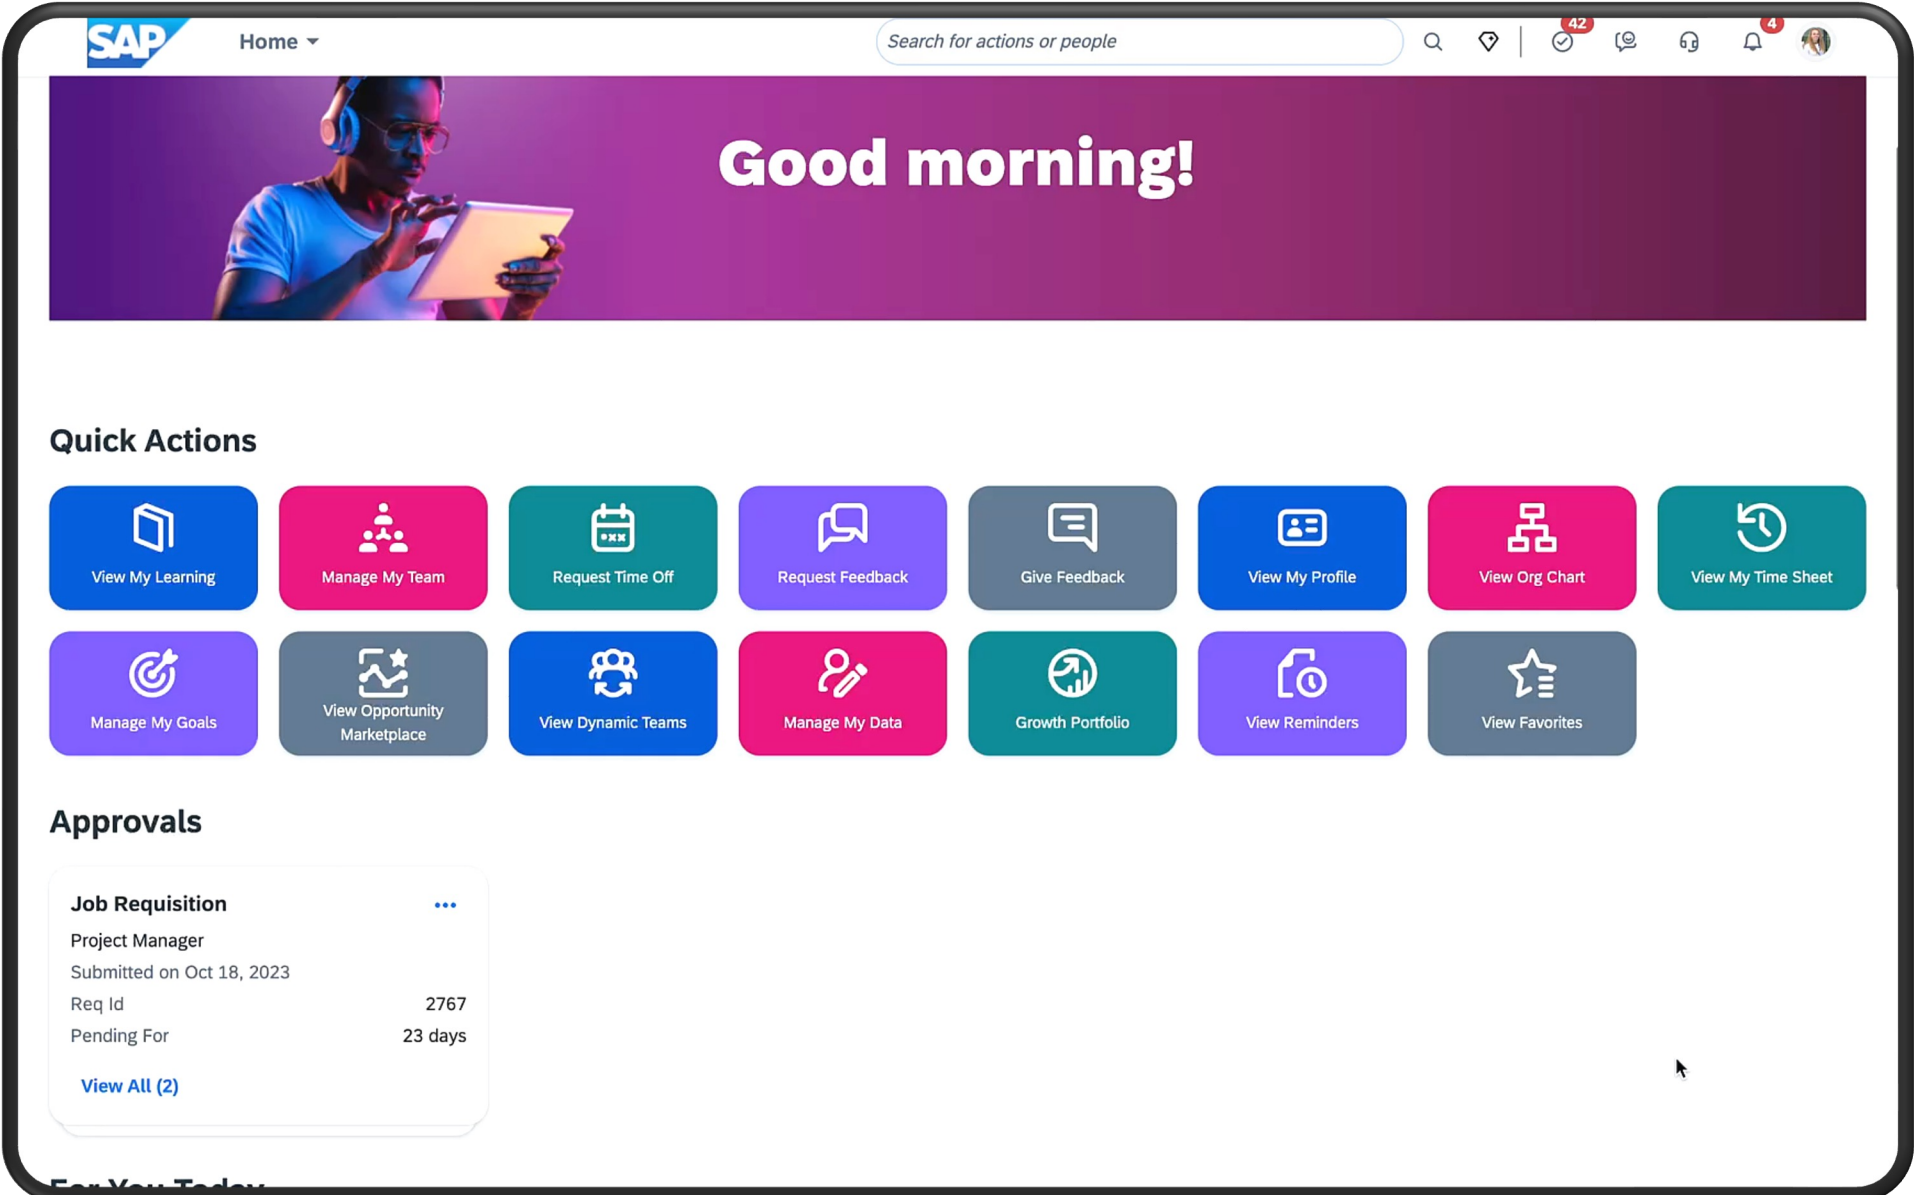 SAP
Home
Search for actions or people
42
4
Good morning!
Quick Actions
View My Learning
Manage My Team
Request Time Off
Request Feedback
Give Feedback
View My Profile
View Org Chart
View My Time Sheet
Manage My Goals
View Opportunity
Marketplace
View Dynamic Teams
Manage My Data
Growth Portfolio
View Reminders
View Favorites
Approvals
Job Requisition
Project Manager
Submitted on Oct 18, 2023
Req Id 2767
Pending For 23 days
View All (2)
For You Today